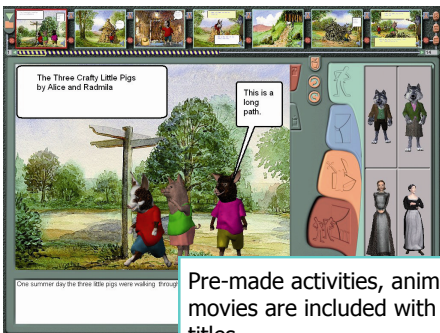 The Three Crafty Little Pigs
by Alice and Radmila
This is a
long
path.
One summer day the three little pigs were walking through
Pre-made activities, anim
movies are included with
titles